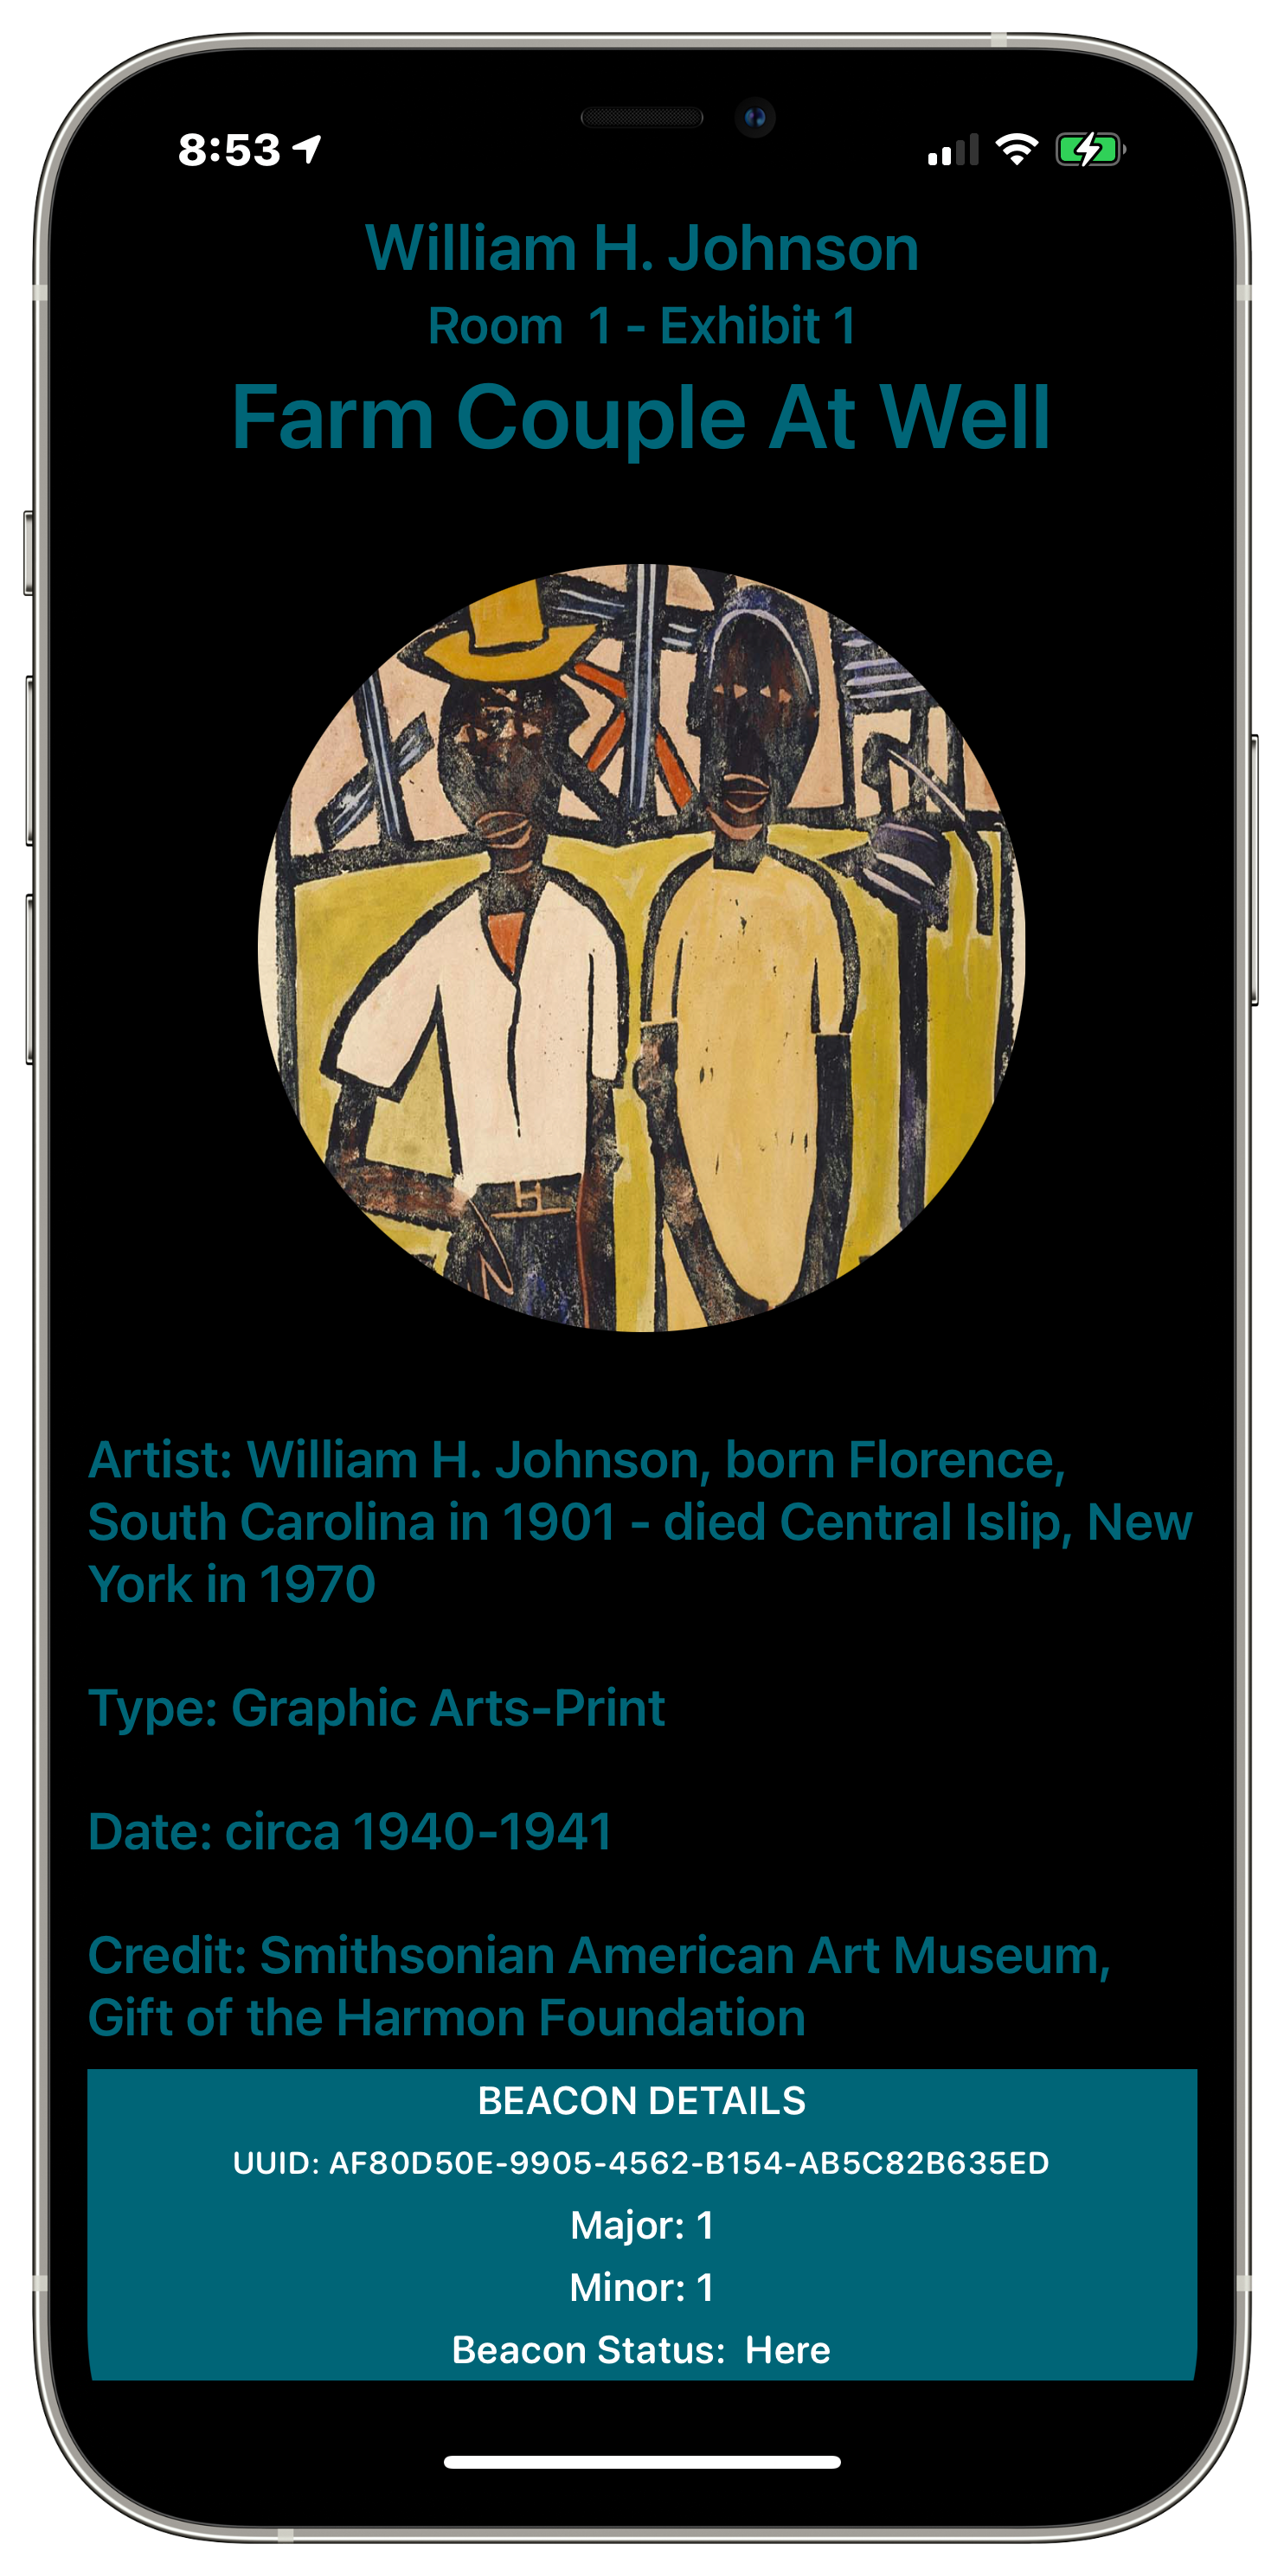 8:53
William H. Johnson
Room  1 - Exhibit 1
Farm Couple At Well
Artist: William H. Johnson, born Florence,
South Carolina in 1901 - died Central Islip, New
York in 1970
Type: Graphic Arts-Print
Date: circa 1940-1941
Credit: Smithsonian American Art Museum,
Gift of the Harmon Foundation
BEACON DETAILS
UUID: AF80D50E-9905-4562-B154-AB5C82B635ED
Major: 1
Minor: 1
Beacon Status:  Here